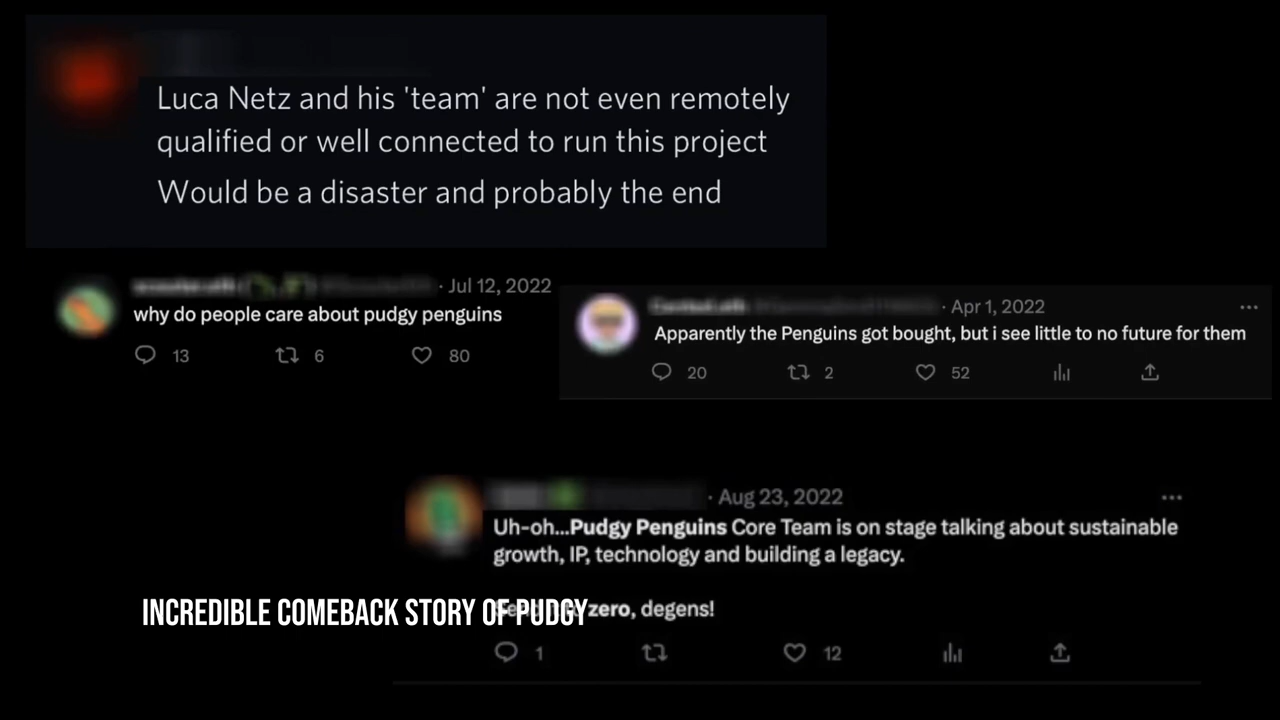 Luca Netz and his 'team' are not even remotely
qualified or well connected to run this project
Would be a disaster and probably the end
· Jul 12, 2022
why do people care about pudgy penguins
13 6 80
· Apr 1, 2022
Apparently the Penguins got bought, but i see little to no future for them
20 2 52
· Aug 23, 2022
Uh-oh...Pudgy Penguins Core Team is on stage talking about sustainable
growth, IP, technology and building a legacy.
zero, degens!
INCREDIBLE COMEBACK STORY OF PUDGY
1 12